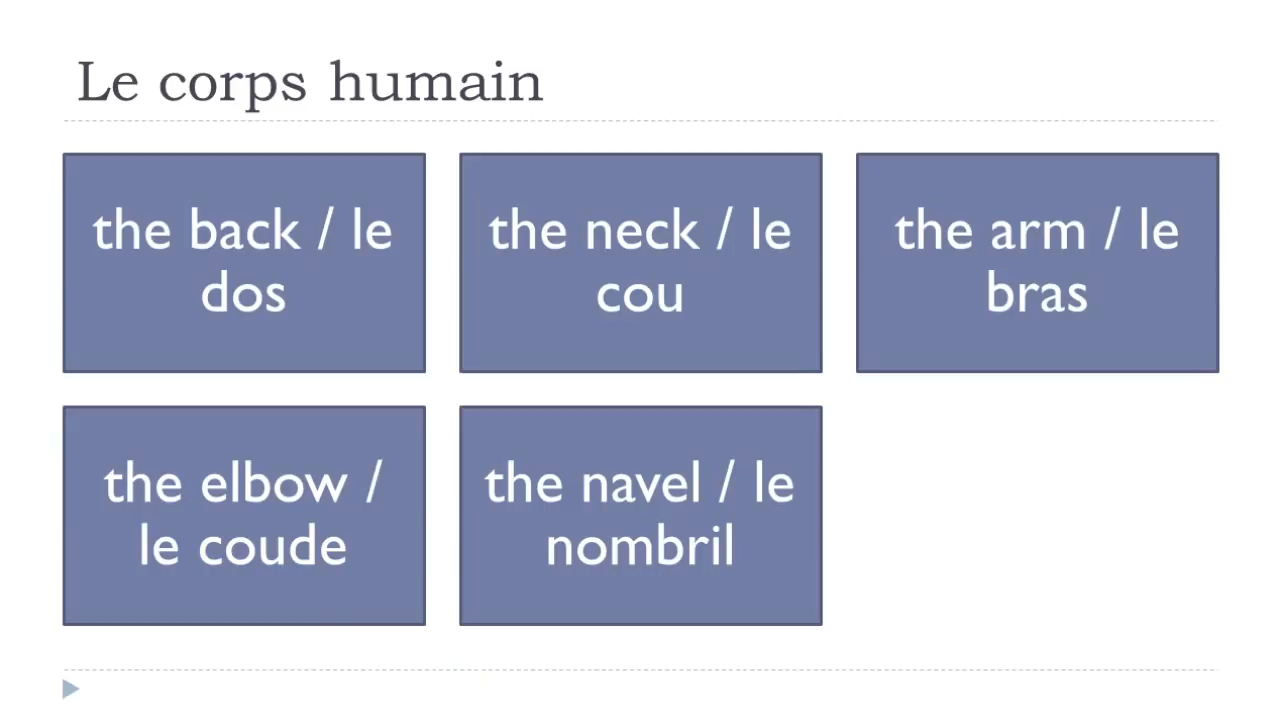 Le corps humain
the back / le
dos
the neck / le
cou
the arm / le
bras
the elbow /
le coude
the navel / le
nombril